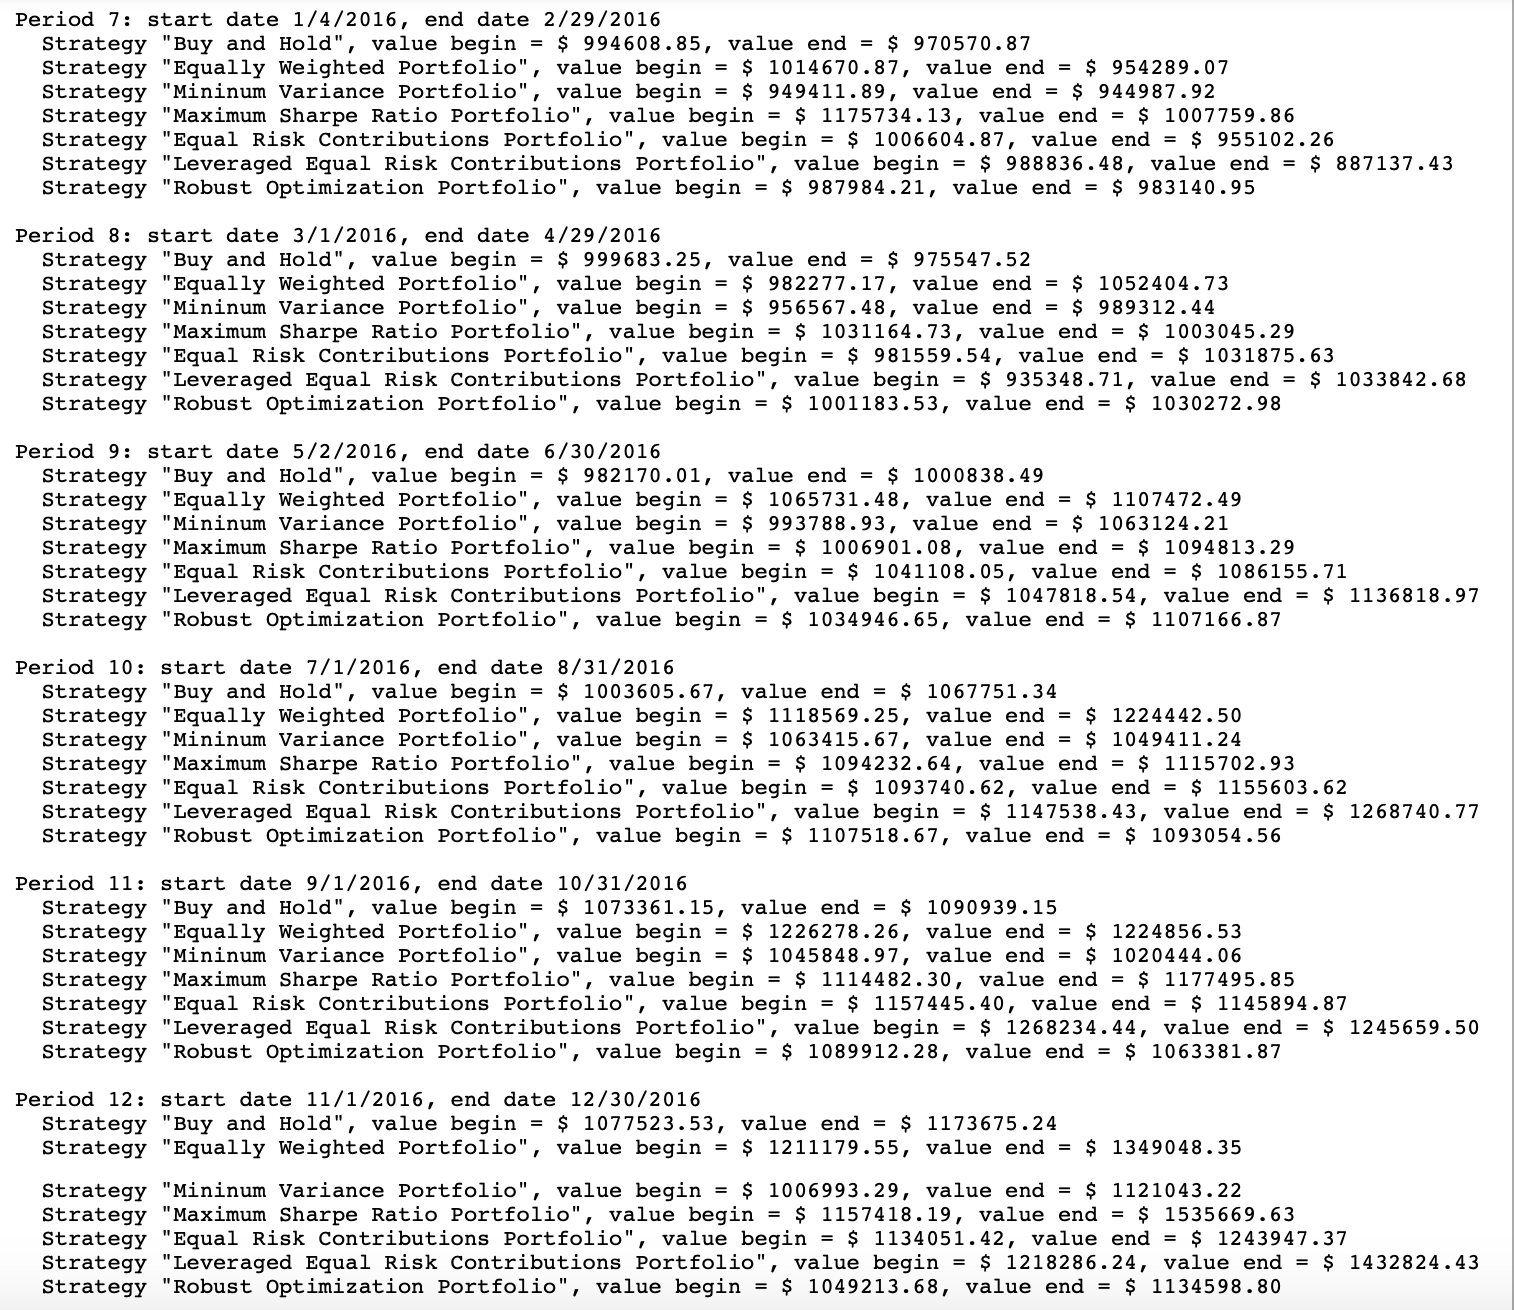 Period 7: start date 1/4/2016, end date 2/29/2016
Strategy "Buy and Hold", value begin = $ 994608.85, value end = $ 970570.87
Strategy "Equally Weighted Portfolio", value begin = $ 1014670.87, value end = $ 954289.07
Strategy "Mininum Variance Portfolio", value begin = $ 949411.89, value end = $ 944987.92
Strategy "Maximum Sharpe Ratio Portfolio", value begin = $ 1175734.13, value end = $ 1007759.86
Strategy "Equal Risk Contributions Portfolio", value begin = $ 1006604.87, value end = $ 955102.26
Strategy "Leveraged Equal Risk Contributions Portfolio", value begin = $ 988836.48, value end = $ 887137.43
Strategy "Robust Optimization Portfolio", value begin = $ 987984.21, value end = $ 983140.95
Period 8: start date 3/1/2016, end date 4/29/2016
Strategy "Buy and Hold", value begin = $ 999683.25, value end = $ 975547.52
Strategy "Equally Weighted Portfolio", value begin = $ 982277.17, value end = $ 1052404.73
Strategy "Mininum Variance Portfolio", value begin = $ 956567.48, value end = $ 989312.44
Strategy "Maximum Sharpe Ratio Portfolio", value begin = $ 1031164.73, value end = $ 1003045.29
Strategy "Equal Risk Contributions Portfolio", value begin = $ 981559.54, value end = $ 1031875.63
Strategy "Leveraged Equal Risk Contributions Portfolio", value begin = $ 935348.71, value end = $ 1033842.68
Strategy "Robust Optimization Portfolio", value begin = $ 1001183.53, value end = $ 1030272.98
Period 9: start date 5/2/2016, end date 6/30/2016
Strategy "Buy and Hold", value begin = $ 982170.01, value end = $ 1000838.49
Strategy "Equally Weighted Portfolio", value begin = $ 1065731.48, value end = $ 1107472.49
Strategy "Mininum Variance Portfolio", value begin = $ 993788.93, value end = $ 1063124.21
Strategy "Maximum Sharpe Ratio Portfolio", value begin = $ 1006901.08, value end = $ 1094813.29
Strategy "Equal Risk Contributions Portfolio", value begin = $ 1041108.05, value end = $ 1086155.71
Strategy "Leveraged Equal Risk Contributions Portfolio", value begin = $ 1047818.54, value end = $ 1136818.97
Strategy "Robust Optimization Portfolio", value begin = $ 1034946.65, value end = $ 1107166.87
Period 10: start date 7/1/2016, end date 8/31/2016
Strategy "Buy and Hold", value begin = $ 1003605.67, value end = $ 1067751.34
Strategy "Equally Weighted Portfolio", value begin = $ 1118569.25, value end = $ 1224442.50
Strategy "Mininum Variance Portfolio", value begin = $ 1063415.67, value end = $ 1049411.24
Strategy "Maximum Sharpe Ratio Portfolio", value begin = $ 1094232.64, value end = $ 1115702.93
Strategy "Equal Risk Contributions Portfolio", value begin = $ 1093740.62, value end = $ 1155603.62
Strategy "Leveraged Equal Risk Contributions Portfolio", value begin = $ 1147538.43, value end = $ 1268740.77
Strategy "Robust Optimization Portfolio", value begin = $ 1107518.67, value end = $ 1093054.56
Period 11: start date 9/1/2016, end date 10/31/2016
Strategy "Buy and Hold", value begin = $ 1073361.15, value end = $ 1090939.15
Strategy "Equally Weighted Portfolio", value begin = $ 1226278.26, value end = $ 1224856.53
Strategy "Mininum Variance Portfolio", value begin = $ 1045848.97, value end = $ 1020444.06
Strategy "Maximum Sharpe Ratio Portfolio", value begin = $ 1114482.30, value end = $ 1177495.85
Strategy "Equal Risk Contributions Portfolio", value begin = $ 1157445.40, value end = $ 1145894.87
Strategy "Leveraged Equal Risk Contributions Portfolio", value begin = $ 1268234.44, value end = $ 1245659.50
Strategy "Robust Optimization Portfolio", value begin = $ 1089912.28, value end = $ 1063381.87
Period 12: start date 11/1/2016, end date 12/30/2016
Strategy "Buy and Hold", value begin = $ 1077523.53, value end = $ 1173675.24
Strategy "Equally Weighted Portfolio", value begin = $ 1211179.55, value end = $ 1349048.35
Strategy "Mininum Variance Portfolio", value begin = $ 1006993.29, value end = $ 1121043.22
Strategy "Maximum Sharpe Ratio Portfolio", value begin = $ 1157418.19, value end = $ 1535669.63
Strategy "Equal Risk Contributions Portfolio", value begin = $ 1134051.42, value end = $ 1243947.37
Strategy "Leveraged Equal Risk Contributions Portfolio", value begin = $ 1218286.24, value end = $ 1432824.43
Strategy "Robust Optimization Portfolio", value begin = $ 1049213.68, value end = $ 1134598.80